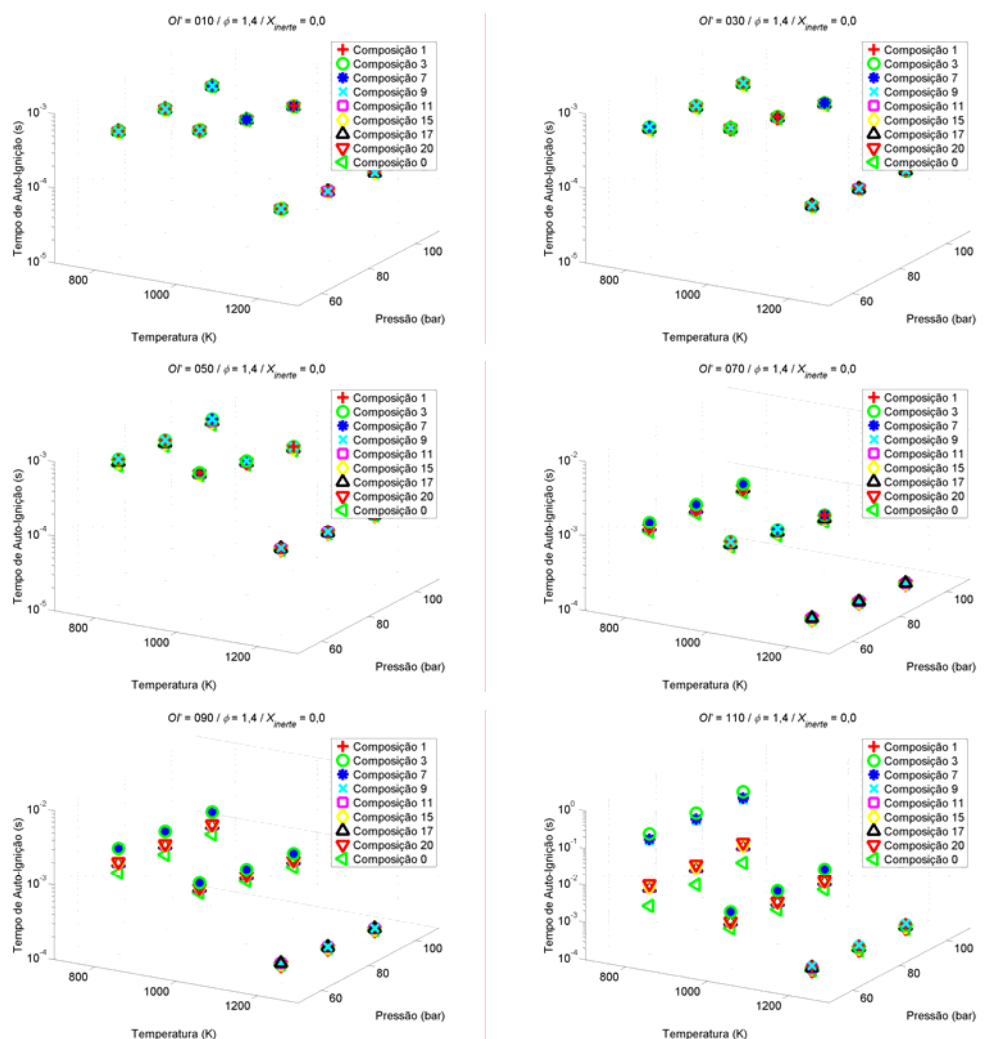 OI' = 010 / ϕ = 1,4 / Xinerte = 0,0
Composição 1
Composição 3
Composição 7
Composição 9
Composição 11
Composição 15
Composição 17
Composição 20
Composição 0
10-3
10-4
10-5
Tempo de Auto-Ignição (s)
800
1000
1200
Temperatura (K)
60
80
100
Pressão (bar)
OI' = 030 / ϕ = 1,4 / Xinerte = 0,0
Composição 1
Composição 3
Composição 7
Composição 9
Composição 11
Composição 15
Composição 17
Composição 20
Composição 0
10-3
10-4
10-5
Tempo de Auto-Ignição (s)
800
1000
1200
Temperatura (K)
60
80
100
Pressão (bar)
OI' = 050 / ϕ = 1,4 / Xinerte = 0,0
Composição 1
Composição 3
Composição 7
Composição 9
Composição 11
Composição 15
Composição 17
Composição 20
Composição 0
10-3
10-4
10-5
Tempo de Auto-Ignição (s)
800
1000
1200
Temperatura (K)
60
80
100
Pressão (bar)
OI' = 070 / ϕ = 1,4 / Xinerte = 0,0
Composição 1
Composição 3
Composição 7
Composição 9
Composição 11
Composição 15
Composição 17
Composição 20
Composição 0
10-2
10-3
10-4
Tempo de Auto-Ignição (s)
800
1000
1200
Temperatura (K)
60
80
100
Pressão (bar)
OI' = 090 / ϕ = 1,4 / Xinerte = 0,0
Composição 1
Composição 3
Composição 7
Composição 9
Composição 11
Composição 15
Composição 17
Composição 20
Composição 0
10-2
10-3
10-4
Tempo de Auto-Ignição (s)
800
1000
1200
Temperatura (K)
60
80
100
Pressão (bar)
OI' = 110 / ϕ = 1,4 / Xinerte = 0,0
Composição 1
Composição 3
Composição 7
Composição 9
Composição 11
Composição 15
Composição 17
Composição 20
Composição 0
100
10-1
10-2
10-3
10-4
Tempo de Auto-Ignição (s)
800
1000
1200
Temperatura (K)
60
80
100
Pressão (bar)